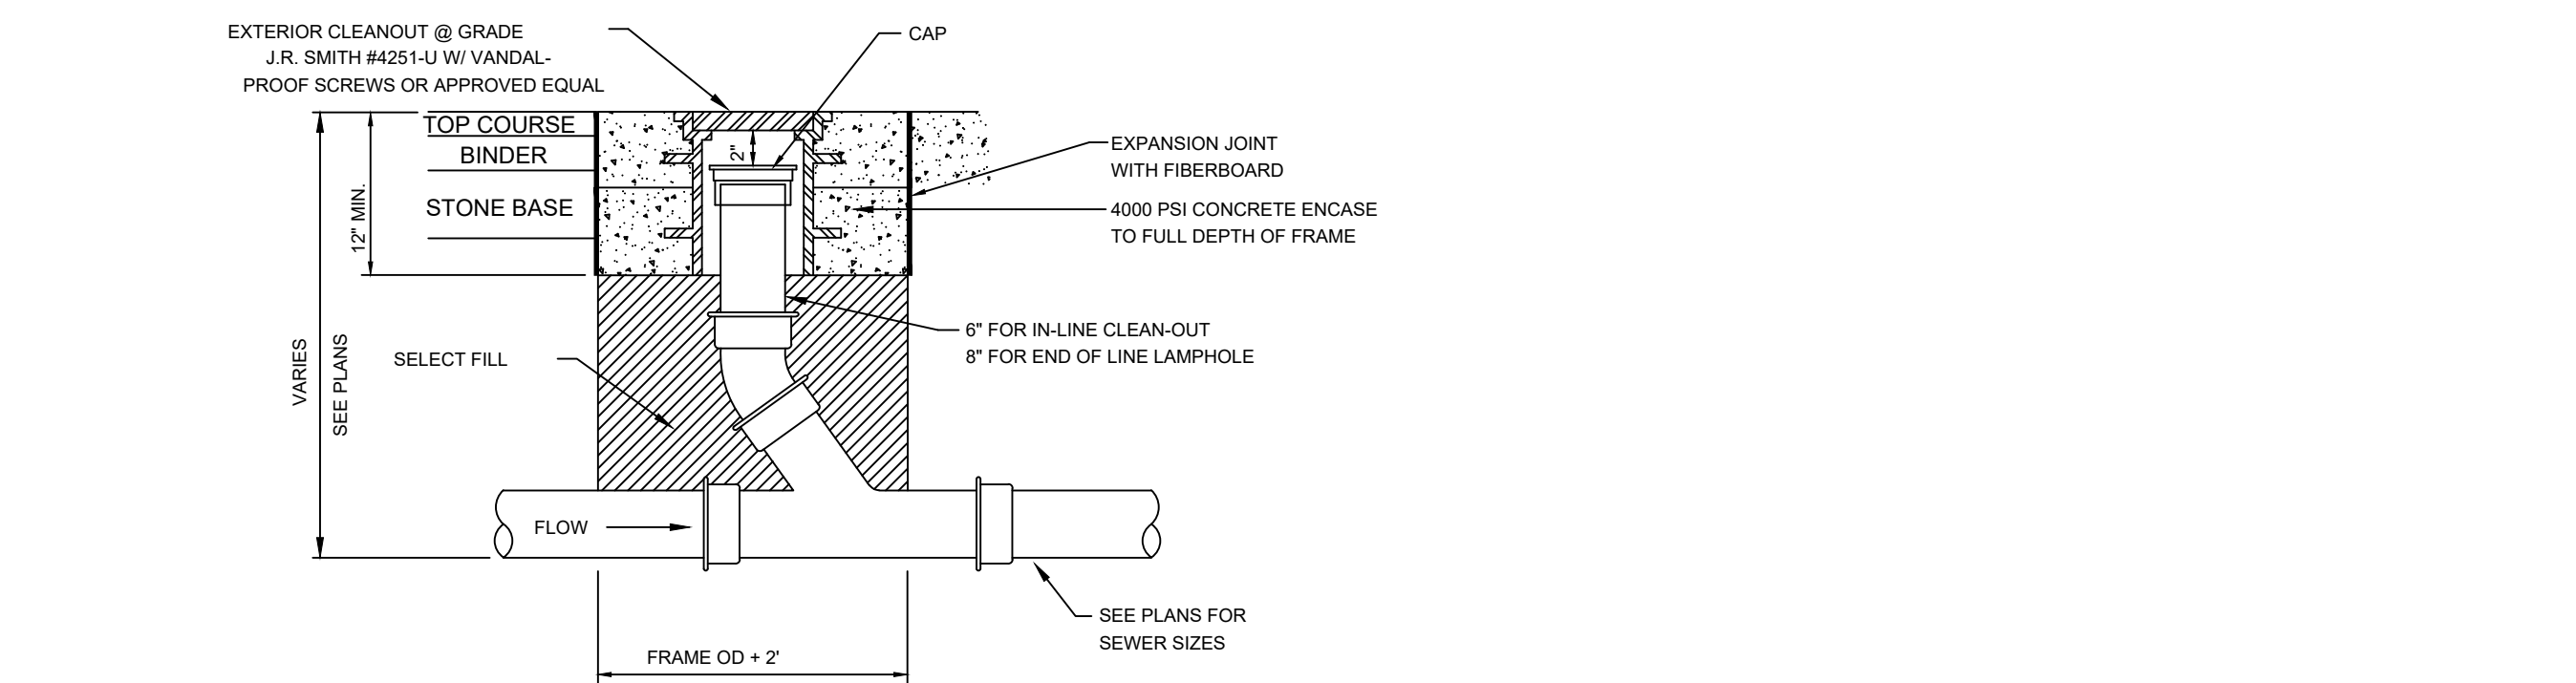 EXTERIOR CLEANOUT @ GRADE
J.R. SMITH #4251-U W/ VANDAL-
PROOF SCREWS OR APPROVED EQUAL
CAP
TOP COURSE
BINDER
STONE BASE
12" MIN.
2"
EXPANSION JOINT
WITH FIBERBOARD
4000 PSI CONCRETE ENCASE
TO FULL DEPTH OF FRAME
6" FOR IN-LINE CLEAN-OUT
8" FOR END OF LINE LAMPHOLE
SELECT FILL
VARIES
SEE PLANS
FLOW
SEE PLANS FOR
SEWER SIZES
FRAME OD + 2'